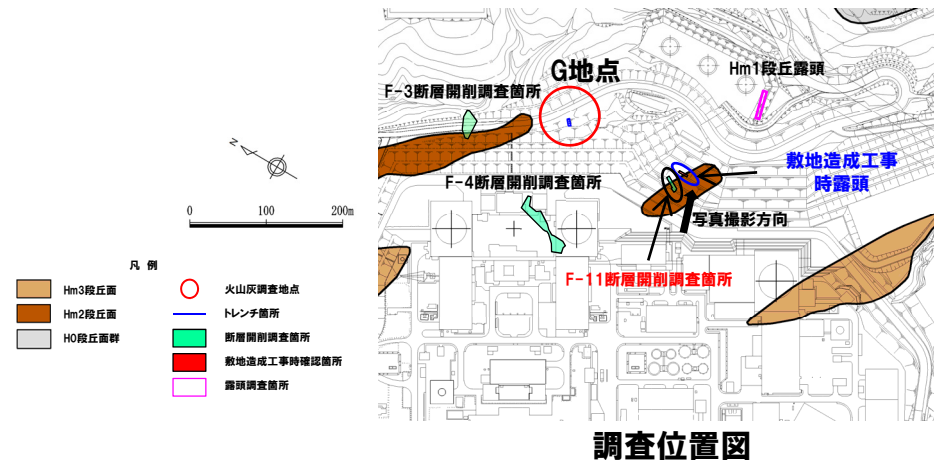 G地点
Hm1段丘露頭
F-3断層開削調査箇所
敷地造成工事
時露頭
F-4断層開削調査箇所
写真撮影方向
F-11断層開削調査箇所
N
0 100 200m
凡 例
Hm3段丘面
Hm2段丘面
H0段丘面群
火山灰調査地点
トレンチ箇所
断層開削調査箇所
敷地造成工事時確認箇所
露頭調査箇所
調査位置図